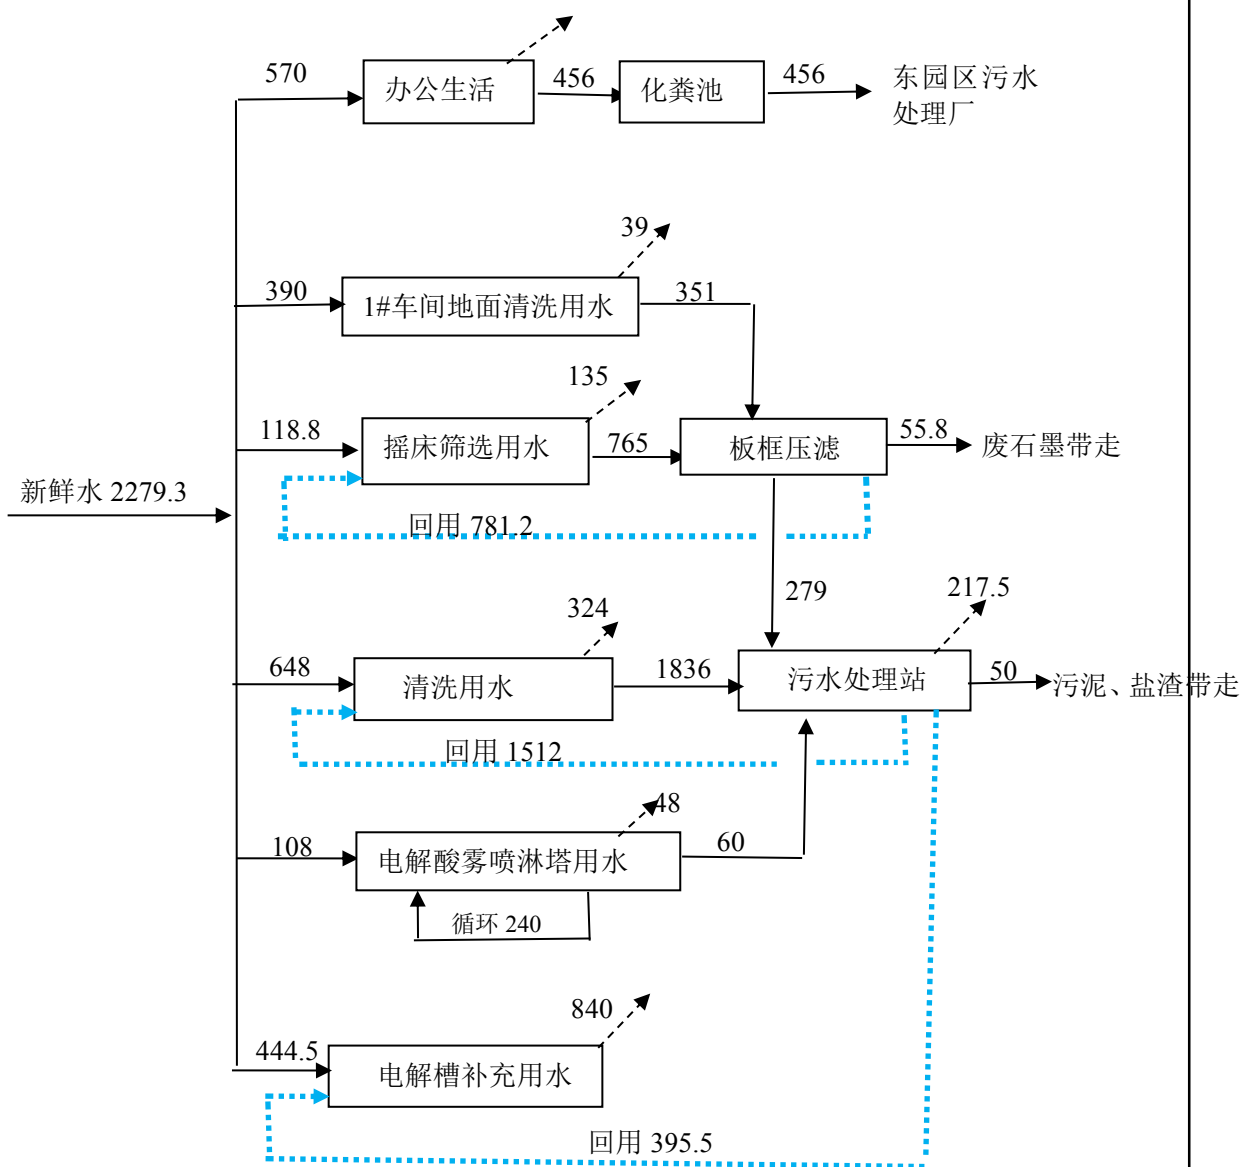 570
办公生活
456
化粪池
456
东园区污水
处理厂
39
390
1#车间地面清洗用水
351
135
118.8
摇床筛选用水
765
板框压滤
55.8
废石墨带走
新鲜水 2279.3
回用 781.2
279
217.5
324
648
清洗用水
1836
污水处理站
50
污泥、盐渣带走
回用 1512
48
108
电解酸雾喷淋塔用水
60
循环 240
840
444.5
电解槽补充用水
回用 395.5